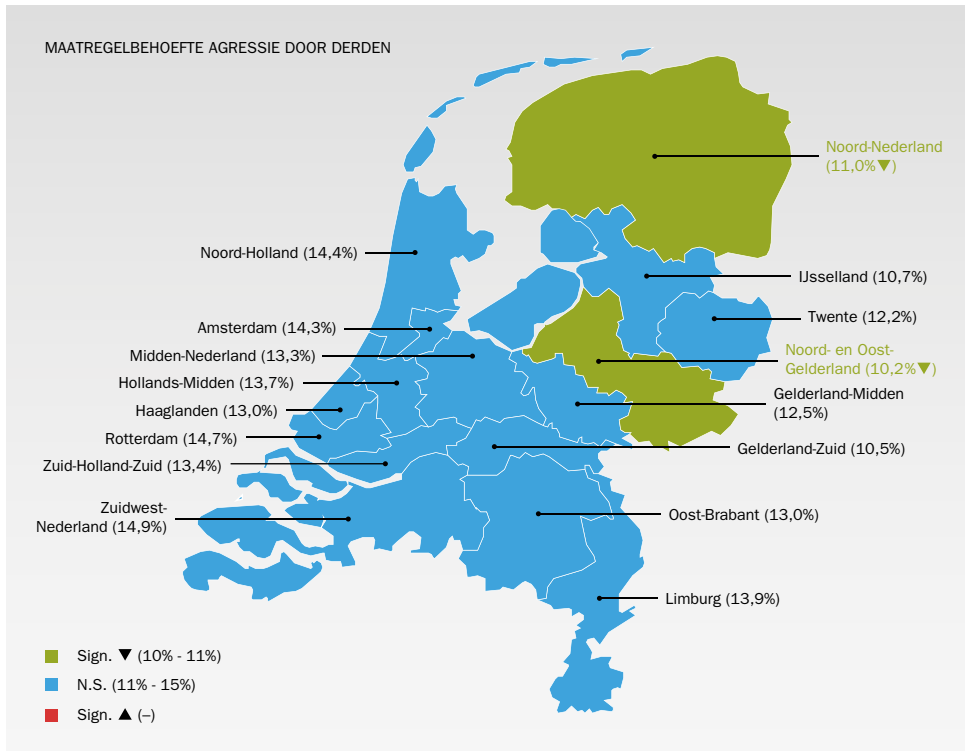 MAATREGELBEHOEFTE AGRESSIE DOOR DERDEN
Noord-Nederland
(11,0%▼)
Noord-Holland (14,4%)
IJsselland (10,7%)
Twente (12,2%)
Amsterdam (14,3%)
Noord- en Oost-
Gelderland (10,2%▼)
Midden-Nederland (13,3%)
Hollands-Midden (13,7%)
Gelderland-Midden
(12,5%)
Haaglanden (13,0%)
Rotterdam (14,7%)
Gelderland-Zuid (10,5%)
Zuid-Holland-Zuid (13,4%)
Zuidwest-
Nederland (14,9%)
Oost-Brabant (13,0%)
Limburg (13,9%)
Sign. ▼ (10% - 11%)
N.S. (11% - 15%)
Sign. ▲ (–)